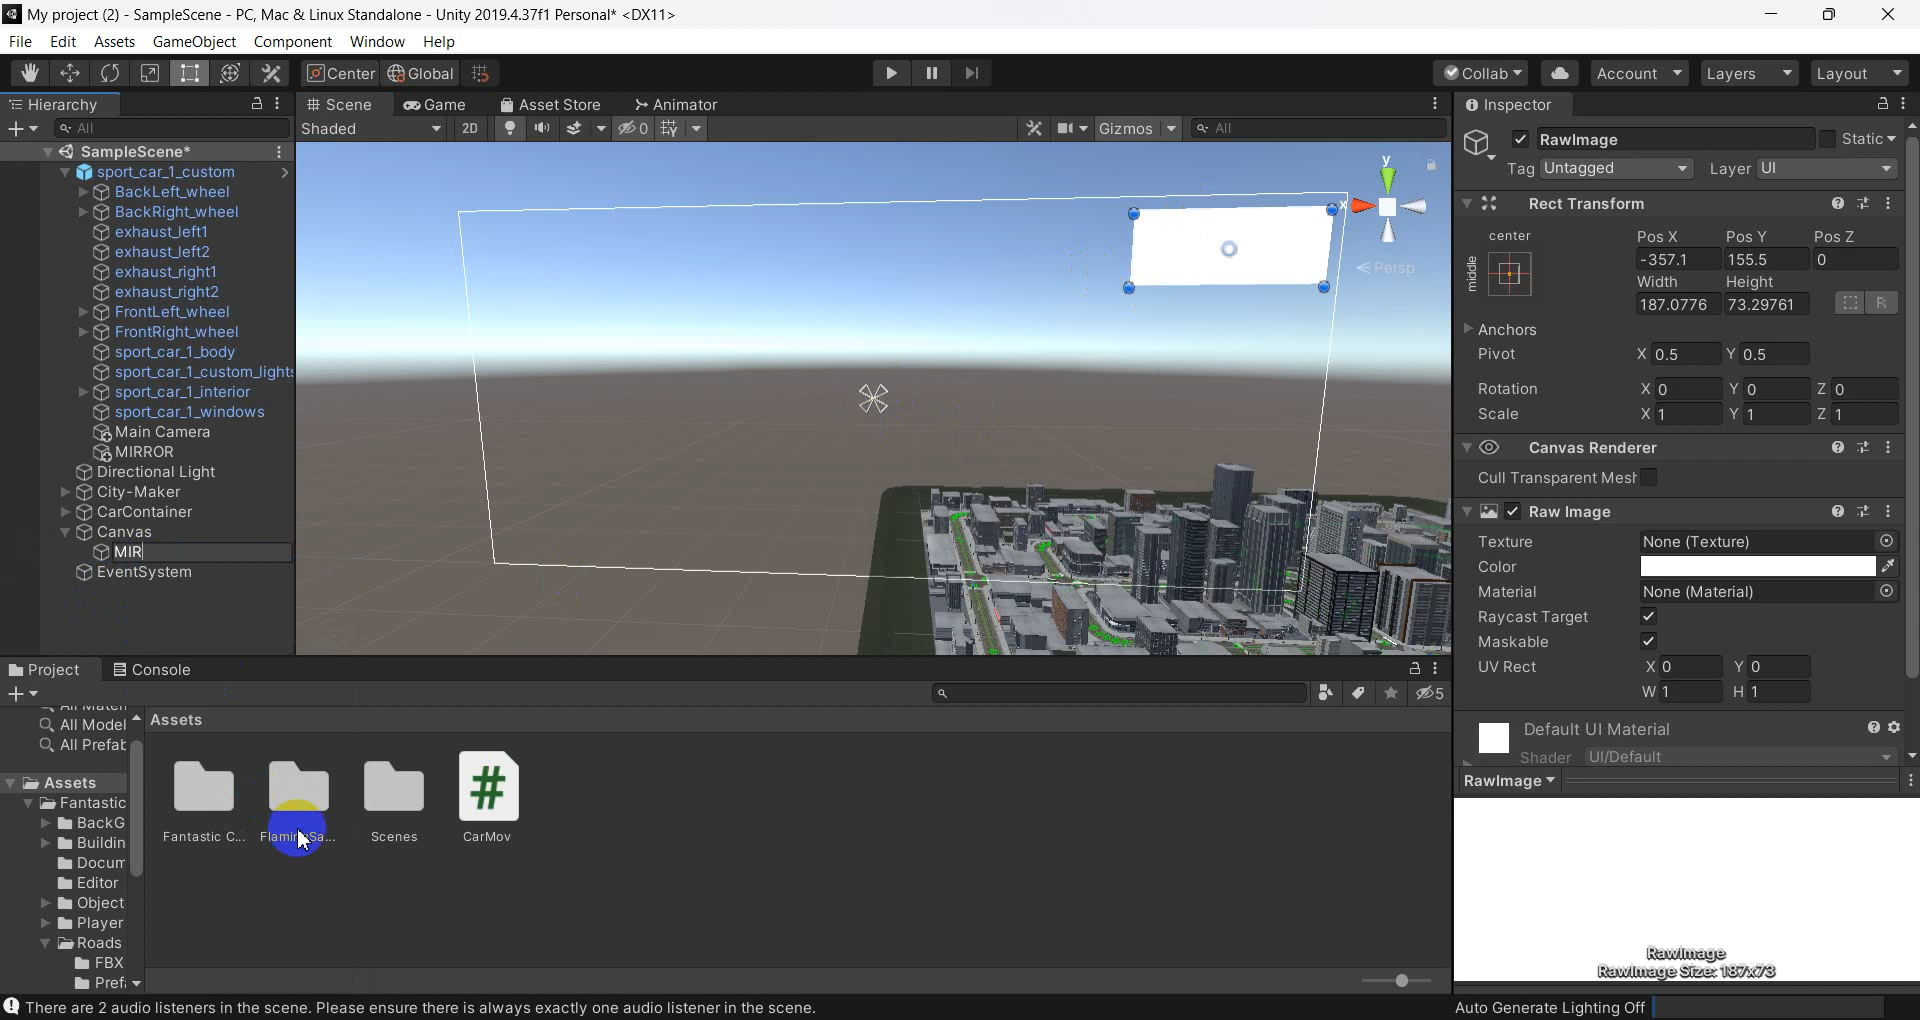 My project (2) - SampleScene - PC, Mac & Linux Standalone - Unity 2019.4.37f1 Personal* <DX11>
File Edit Assets GameObject Component Window Help
Center Global Collab Account Layers Layout
Hierarchy
All
SampleScene*
sport_car_1_custom
BackLeft_wheel
BackRight_wheel
exhaust_left1
exhaust_left2
exhaust_right1
exhaust_right2
FrontLeft_wheel
FrontRight_wheel
sport_car_1_body
sport_car_1_custom_lights
sport_car_1_interior
sport_car_1_windows
Main Camera
MIRROR
Directional Light
City-Maker
CarContainer
Canvas
MIR
EventSystem
Scene Game Asset Store Animator
Shaded 2D 0 Gizmos All
y
x
Persp
Inspector
RawImage Static
Tag Untagged Layer UI
Rect Transform
center
middle
Pos X Pos Y Pos Z
-357.1 155.5 0
Width Height
187.0776 73.29761 R
Anchors
Pivot X 0.5 Y 0.5
Rotation X 0 Y 0 Z 0
Scale X 1 Y 1 Z 1
Canvas Renderer
Cull Transparent Mesh
Raw Image
Texture None (Texture)
Color
Material None (Material)
Raycast Target
Maskable
UV Rect X 0 Y 0
W 1 H 1
Default UI Material
Shader UI/Default
RawImage
RawImage
RawImage Size: 187x73
Project Console
5
All Model
All Prefab
Assets
Fantastic
BackG
Buildin
Docum
Editor
Object
Player
Roads
FBX
Prefa
Assets
Fantastic C... Scenes CarMov
There are 2 audio listeners in the scene. Please ensure there is always exactly one audio listener in the scene.
Auto Generate Lighting Off